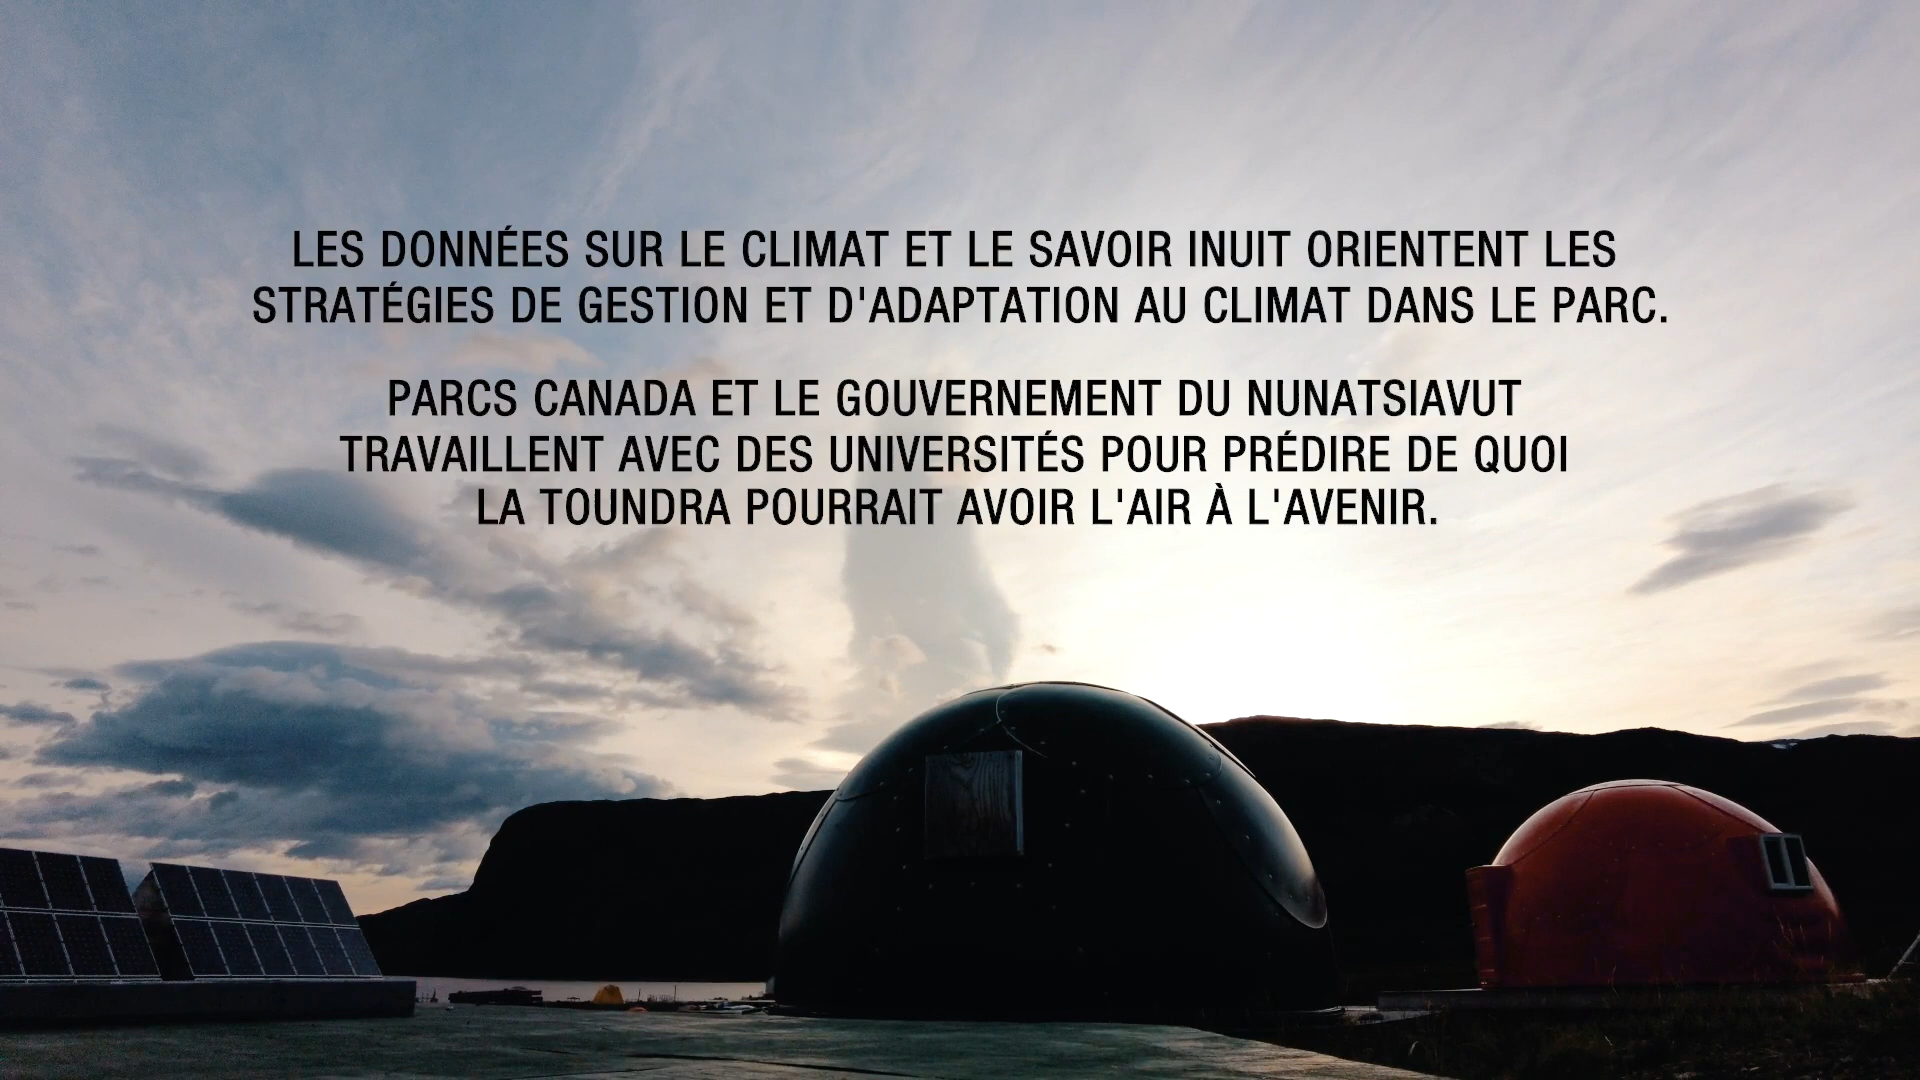 LES DONNÉES SUR LE CLIMAT ET LE SAVOIR INUIT ORIENTENT LES
STRATÉGIES DE GESTION ET D'ADAPTATION AU CLIMAT DANS LE PARC.
PARCS CANADA ET LE GOUVERNEMENT DU NUNATSIAVUT
TRAVAILLENT AVEC DES UNIVERSITÉS POUR PRÉDIRE DE QUOI
LA TOUNDRA POURRAIT AVOIR L'AIR À L'AVENIR.